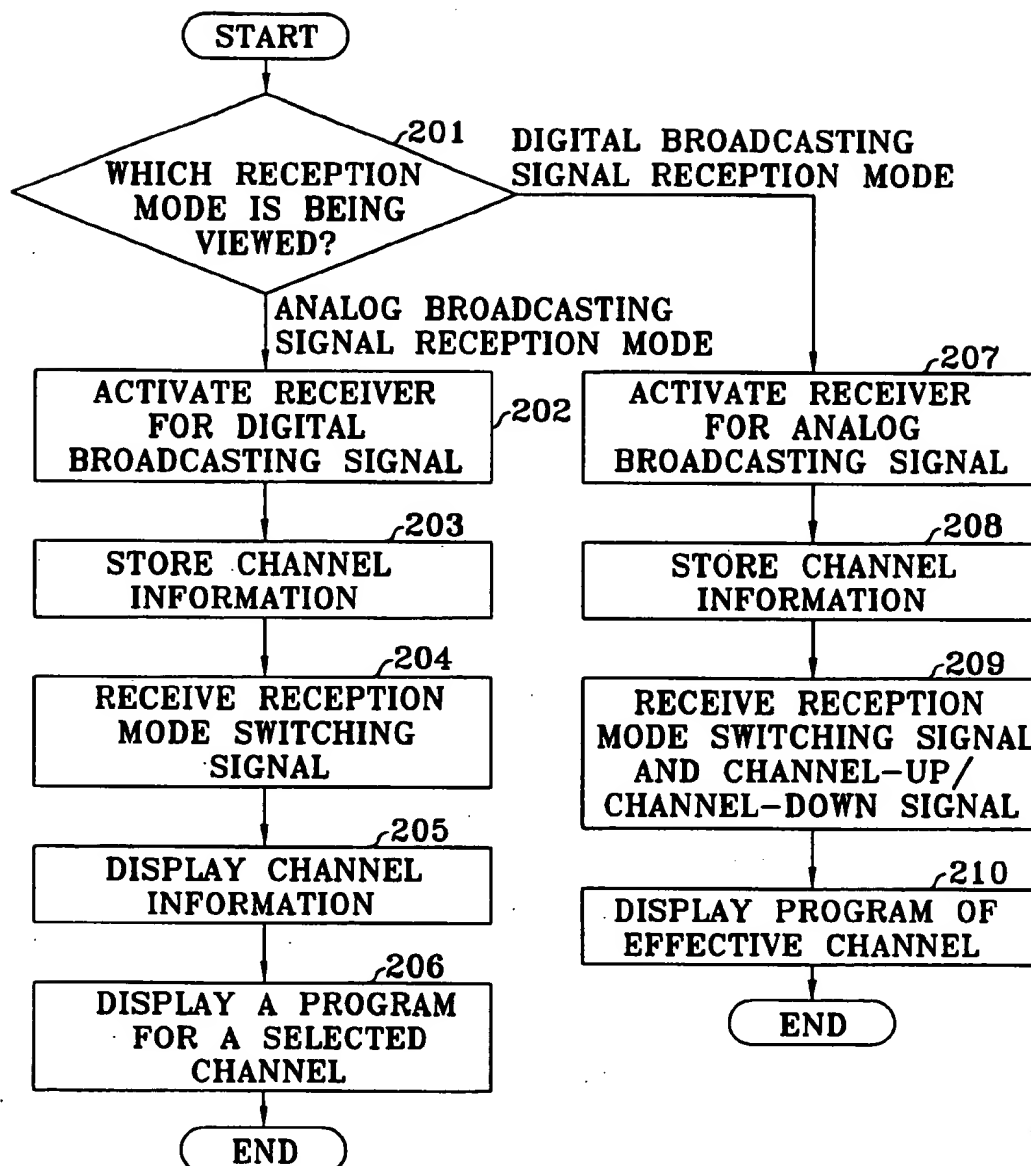 START
201
WHICH RECEPTION
MODE IS BEING
VIEWED?
DIGITAL BROADCASTING
SIGNAL RECEPTION MODE
ANALOG BROADCASTING
SIGNAL RECEPTION MODE
ACTIVATE RECEIVER
FOR DIGITAL
BROADCASTING SIGNAL
202
203
STORE CHANNEL
INFORMATION
204
RECEIVE RECEPTION
MODE SWITCHING
SIGNAL
205
DISPLAY CHANNEL
INFORMATION
206
DISPLAY A PROGRAM
FOR A SELECTED
CHANNEL
END
207
ACTIVATE RECEIVER
FOR ANALOG
BROADCASTING SIGNAL
208
STORE CHANNEL
INFORMATION
209
RECEIVE RECEPTION
MODE SWITCHING SIGNAL
AND CHANNEL-UP/
CHANNEL-DOWN SIGNAL
210
DISPLAY PROGRAM OF
EFFECTIVE CHANNEL
END